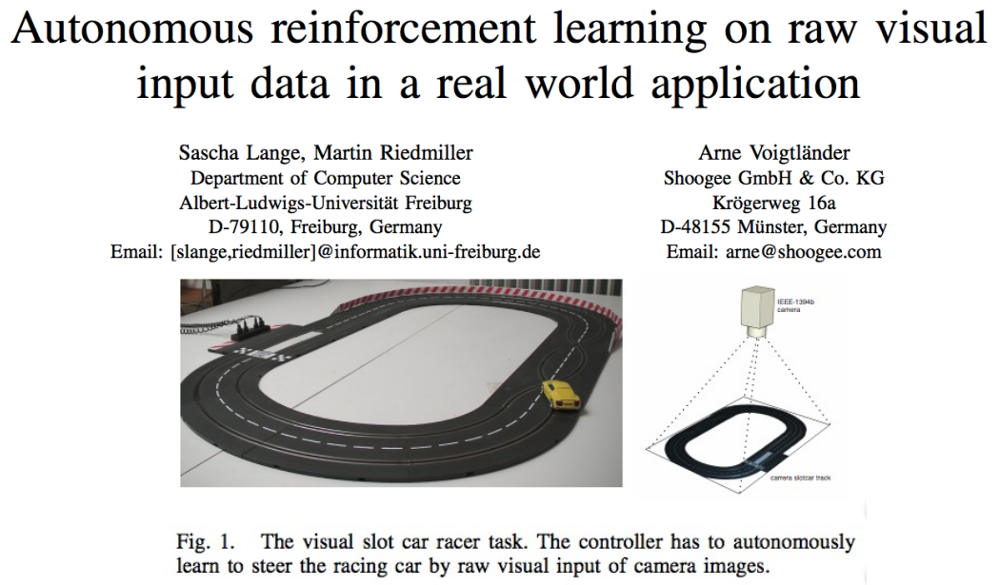 Autonomous reinforcement learning on raw visual
input data in a real world application
Sascha Lange, Martin Riedmiller
Department of Computer Science
Albert-Ludwigs-Universität Freiburg
D-79110, Freiburg, Germany
Email: [slange,riedmiller]@informatik.uni-freiburg.de
Arne Voigtländer
Shoogee GmbH & Co. KG
Krögerweg 16a
D-48155 Münster, Germany
Email: arne@shoogee.com
IEEE-1394b
camera
camera slotcar track
Fig. 1. The visual slot car racer task. The controller has to autonomously
learn to steer the racing car by raw visual input of camera images.